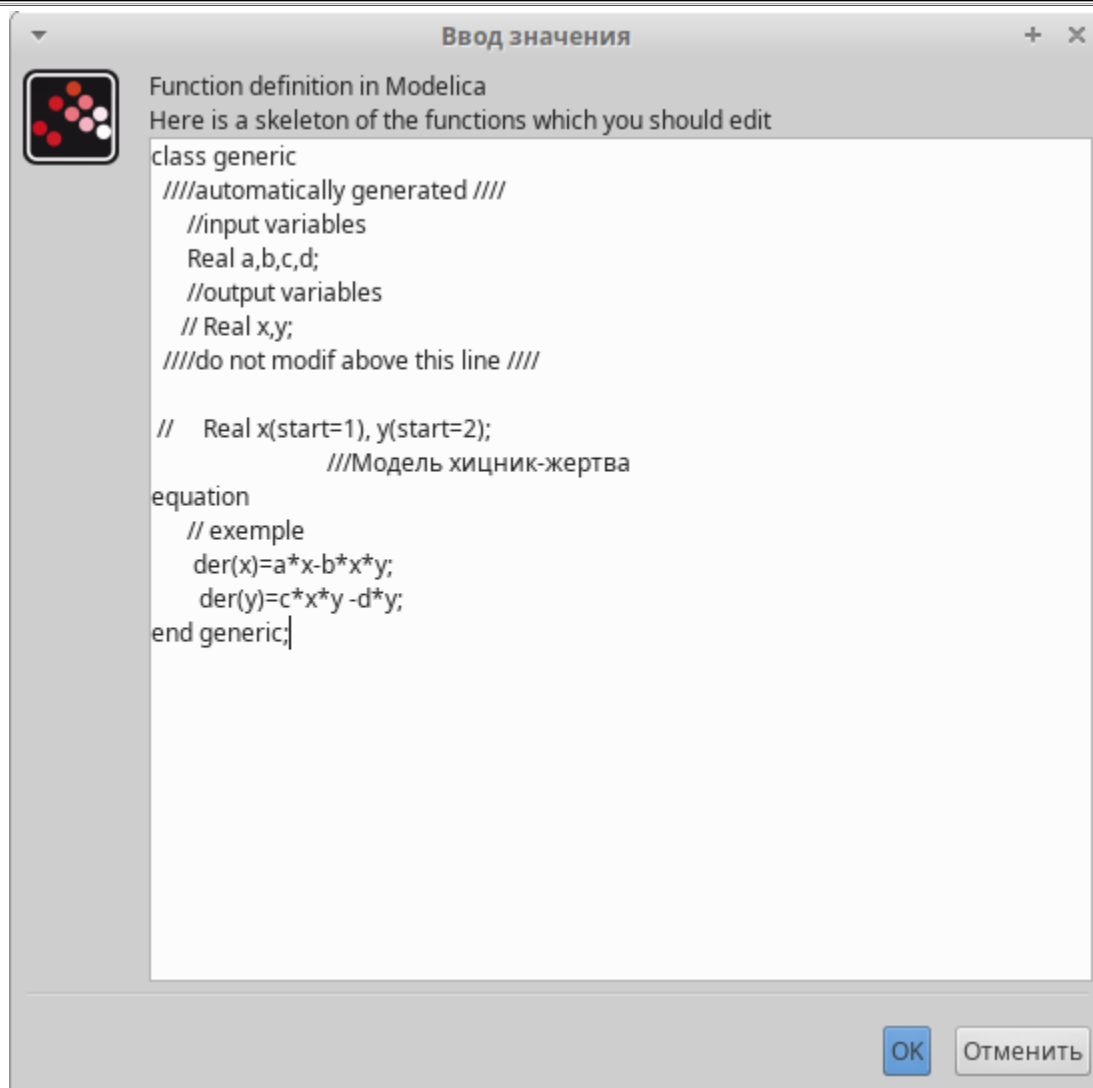 Ввод значения
Function definition in Modelica
Here is a skeleton of the functions which you should edit
class generic
////automatically generated ////
//input variables
Real a,b,c,d;
//output variables
// Real x,y;
////do not modif above this line ////
// Real x(start=1), y(start=2);
///Модель хицник-жертва
equation
// exemple
der(x)=a*x-b*x*y;
der(y)=c*x*y -d*y;
end generic;
OK
Отменить